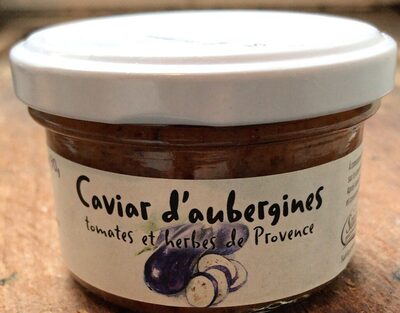 Caviar d'aubergines
tomates et herbes de Provence